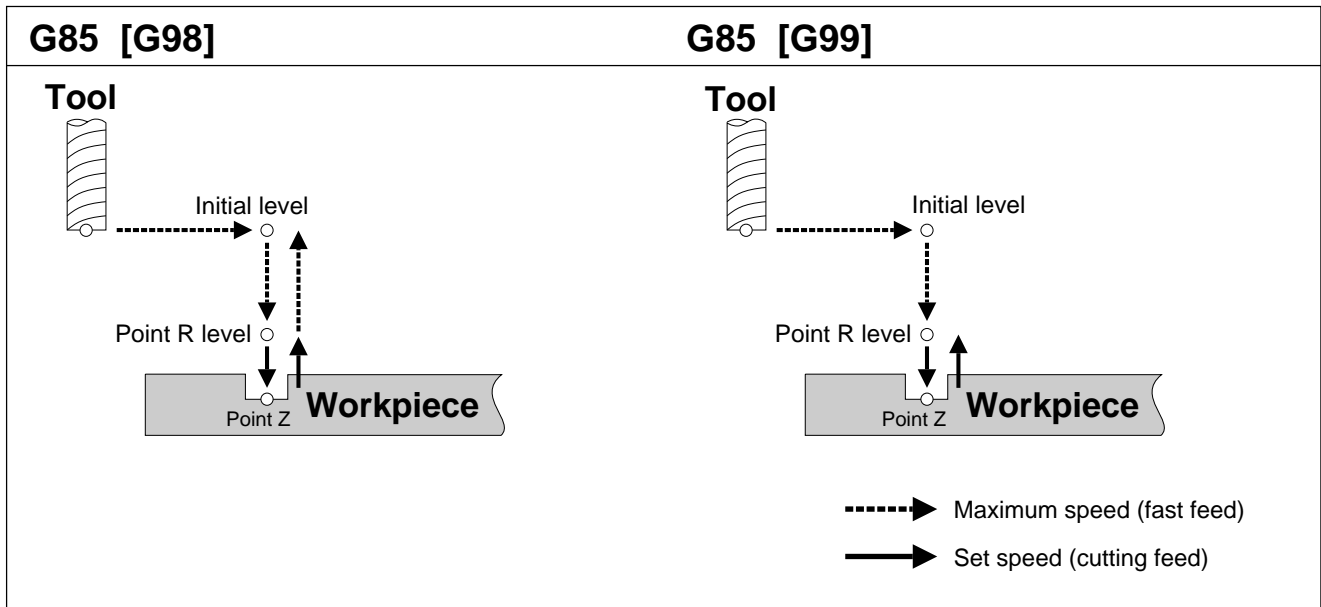 G85 [G98]
G85 [G99]
Tool
Initial level
Point R level
Point Z
Workpiece
Tool
Initial level
Point R level
Point Z
Workpiece
Maximum speed (fast feed)
Set speed (cutting feed)